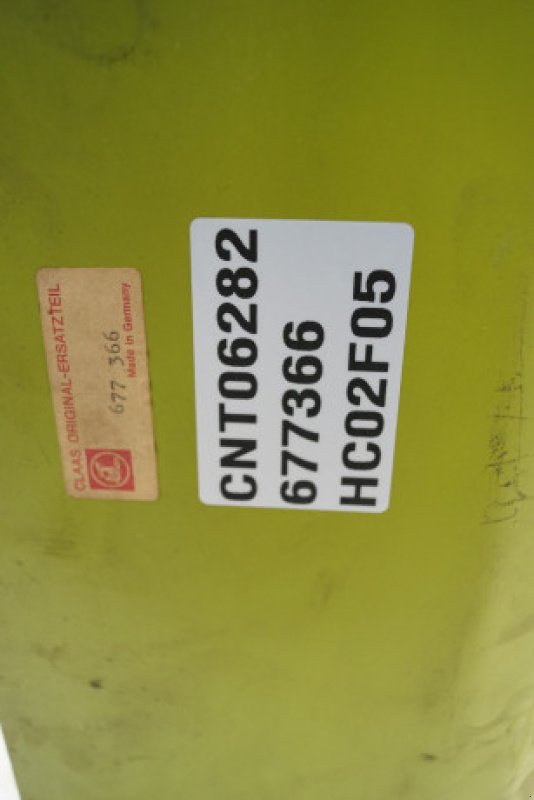 CLAAS ORIGINAL-ERSATZTEIL
677 366
Made in Germany
CNT06282
677366
HC02F05